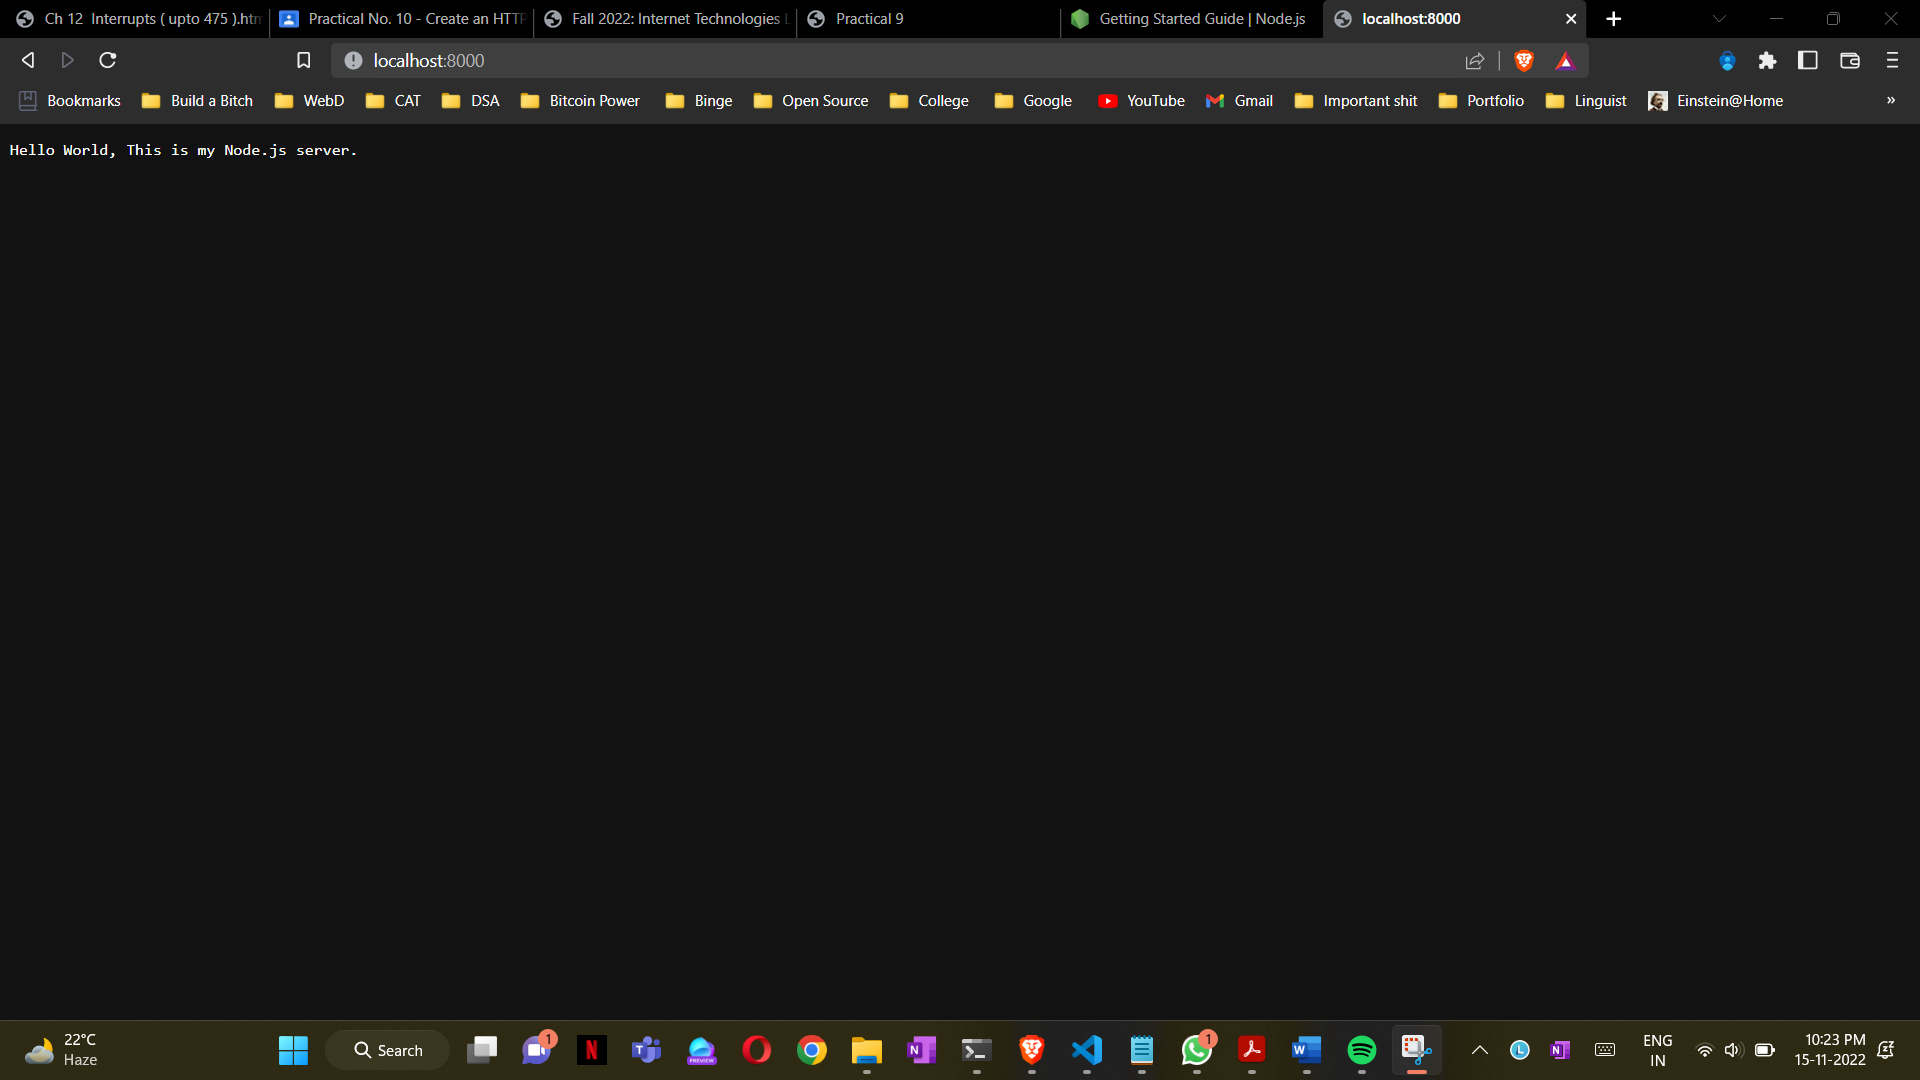 Ch 12 Interrupts ( upto 475 ).htm
Practical No. 10 - Create an HTTP
Fall 2022: Internet Technologies L
Practical 9
Getting Started Guide | Node.js
localhost:8000
localhost:8000
Bookmarks
Build a Bitch
WebD
CAT
DSA
Bitcoin Power
Binge
Open Source
College
Google
YouTube
Gmail
Important shit
Portfolio
Linguist
Einstein@Home
»
Hello World, This is my Node.js server.
22°C
Haze
Search
1
N
T
PREVIEW
N
1
W
L
N
ENG
IN
10:23 PM
15-11-2022